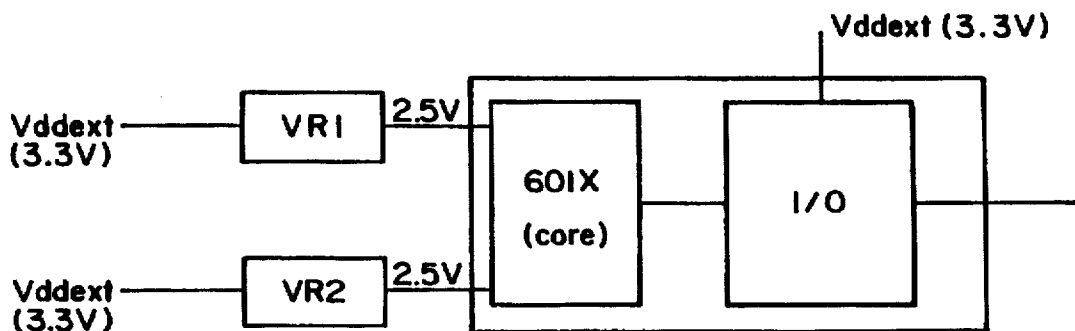 Vddext (3.3V)
Vddext
(3.3V)
VR1
2.5V
601X
(core)
I/O
Vddext
(3.3V)
VR2
2.5V